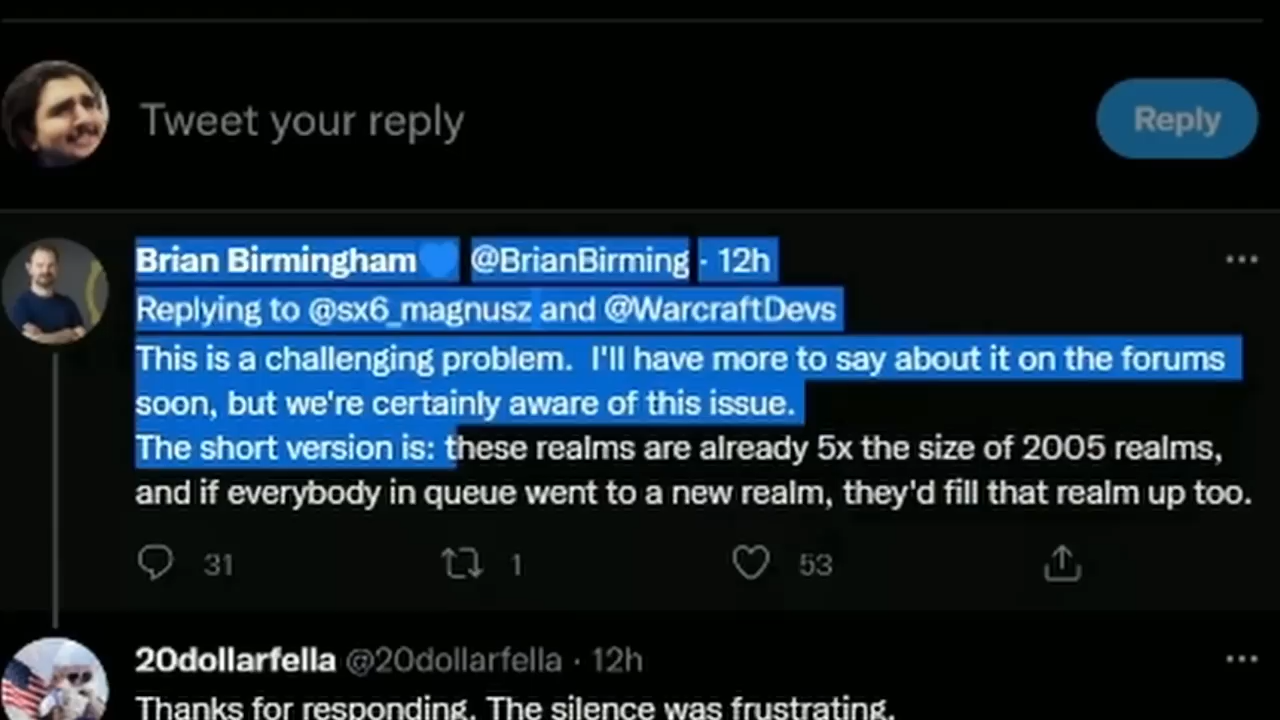 Tweet your reply
Reply
Brian Birmingham💙 @BrianBirming · 12h
Replying to @sx6_magnusz and @WarcraftDevs
This is a challenging problem.  I'll have more to say about it on the forums
soon, but we're certainly aware of this issue.
The short version is: these realms are already 5x the size of 2005 realms,
and if everybody in queue went to a new realm, they'd fill that realm up too.
31 1 53
20dollarfella @20dollarfella · 12h
Thanks for responding. The silence was frustrating.